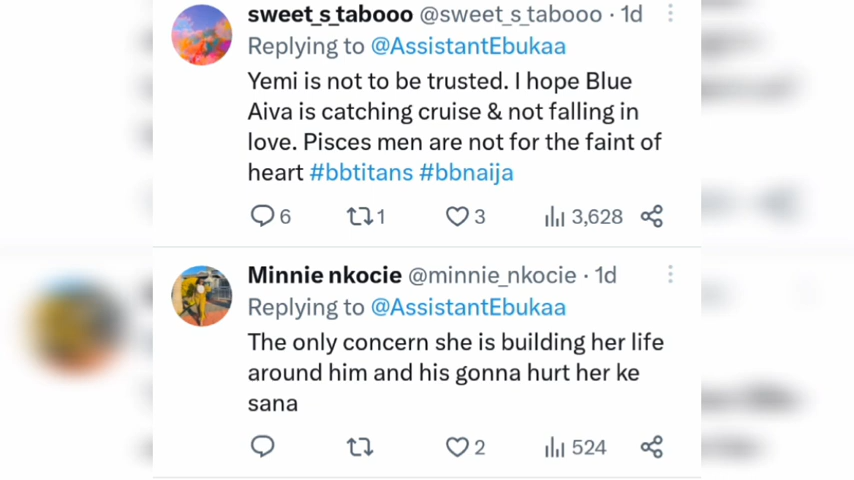 sweet_s_tabooo @sweet_s_tabooo · 1d
Replying to @AssistantEbukaa
Yemi is not to be trusted. I hope Blue
Aiva is catching cruise & not falling in
love. Pisces men are not for the faint of
heart #bbtitans #bbnaija
6 1 3 3,628
Minnie nkocie @minnie_nkocie · 1d
Replying to @AssistantEbukaa
The only concern she is building her life
around him and his gonna hurt her ke
sana
2 524